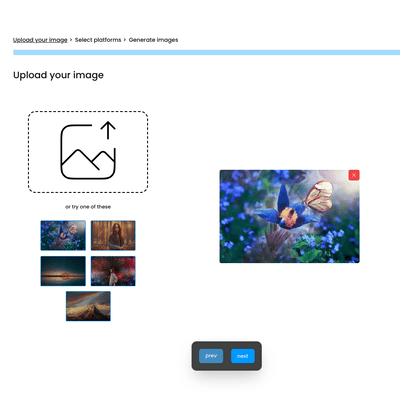 Upload your image > Select platforms > Generate images
Upload your image
or try one of these
prev
next